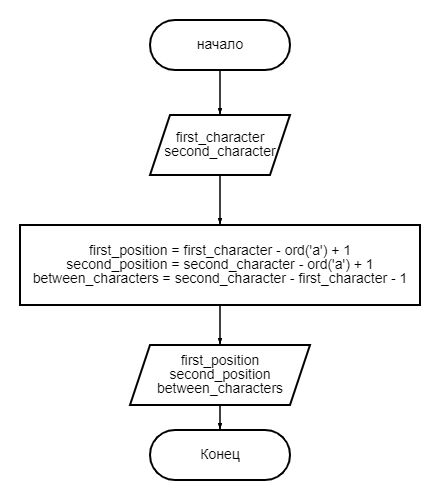 начало
first_character
second_character
first_position = first_character - ord('a') + 1
second_position = second_character - ord('a') + 1
between_characters = second_character - first_character - 1
first_position
second_position
between_characters
Конец